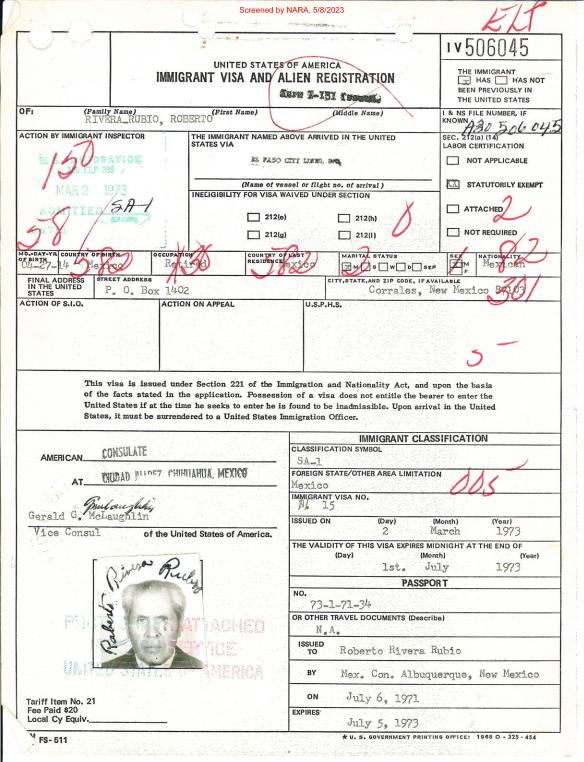 Screened by NARA, 5/8/2023
ELP
IV 506045
UNITED STATES OF AMERICA
IMMIGRANT VISA AND ALIEN REGISTRATION
Form I-151 Issued
THE IMMIGRANT
HAS HAS NOT
BEEN PREVIOUSLY IN
THE UNITED STATES
OF: (Family Name) (First Name) (Middle Name)
RIVERA RUBIO, ROBERTO
I & NS FILE NUMBER, IF
KNOWN A30 506 045
ACTION BY IMMIGRANT INSPECTOR
150
MAR 2 1973
ADMITTED
SA-1
58
THE IMMIGRANT NAMED ABOVE ARRIVED IN THE UNITED
STATES VIA
EL PASO CITY LINES, INC.
(Name of vessel or flight no. of arrival)
INELIGIBILITY FOR VISA WAIVED UNDER SECTION
212(e) 212(h)
212(g) 212(i)
0
SEC. 212(a) (14)
LABOR CERTIFICATION
NOT APPLICABLE
STATUTORILY EXEMPT
ATTACHED
2
NOT REQUIRED
MO.-DAY-YR. OF BIRTH
04-27-14
COUNTRY OF BIRTH
Mexico
582
OCCUPATION
Retired
COUNTRY OF LAST RESIDENCE
Mexico
582
MARITAL STATUS
M S W D SEP
SEX
M F
NATIONALITY
Mexican
862
FINAL ADDRESS
IN THE UNITED
STATES
STREET ADDRESS
P. O. Box 1402
CITY, STATE, AND ZIP CODE, IF AVAILABLE
Corrales, New Mexico
301
ACTION OF S.I.O.
ACTION ON APPEAL
U.S.P.H.S.
5
This visa is issued under Section 221 of the Immigration and Nationality Act, and upon the
basis of the facts stated in the application. Possession of a visa does not entitle the bearer to enter the
United States if at the time he seeks to enter he is found to be inadmissible. Upon arrival in the United
States, it must be surrendered to a United States Immigration Officer.
AMERICAN CONSULATE
AT CIUDAD JUAREZ CHIHUAHUA, MEXICO
Gerald G. McLaughlin
Vice Consul of the United States of America.
Roberto Rivera Rubio
PHOTO ATTACHED
SERVICE
UNITED STATES OF AMERICA
Tariff Item No. 21
Fee Paid $20
Local Cy Equiv.
FS-511
IMMIGRANT CLASSIFICATION
CLASSIFICATION SYMBOL
SA-1
FOREIGN STATE/OTHER AREA LIMITATION
Mexico
005
IMMIGRANT VISA NO.
15
ISSUED ON (Day) (Month) (Year)
2 March 1973
THE VALIDITY OF THIS VISA EXPIRES MIDNIGHT AT THE END OF
(Day) (Month) (Year)
1st. July 1973
PASSPORT
NO.
73-1-71-34
OR OTHER TRAVEL DOCUMENTS (Describe)
N.A.
ISSUED TO Roberto Rivera Rubio
BY Mex. Con. Albuquerque, New Mexico
ON July 6, 1971
EXPIRES July 5, 1973
★ U. S. GOVERNMENT PRINTING OFFICE: 1968 O - 325-454